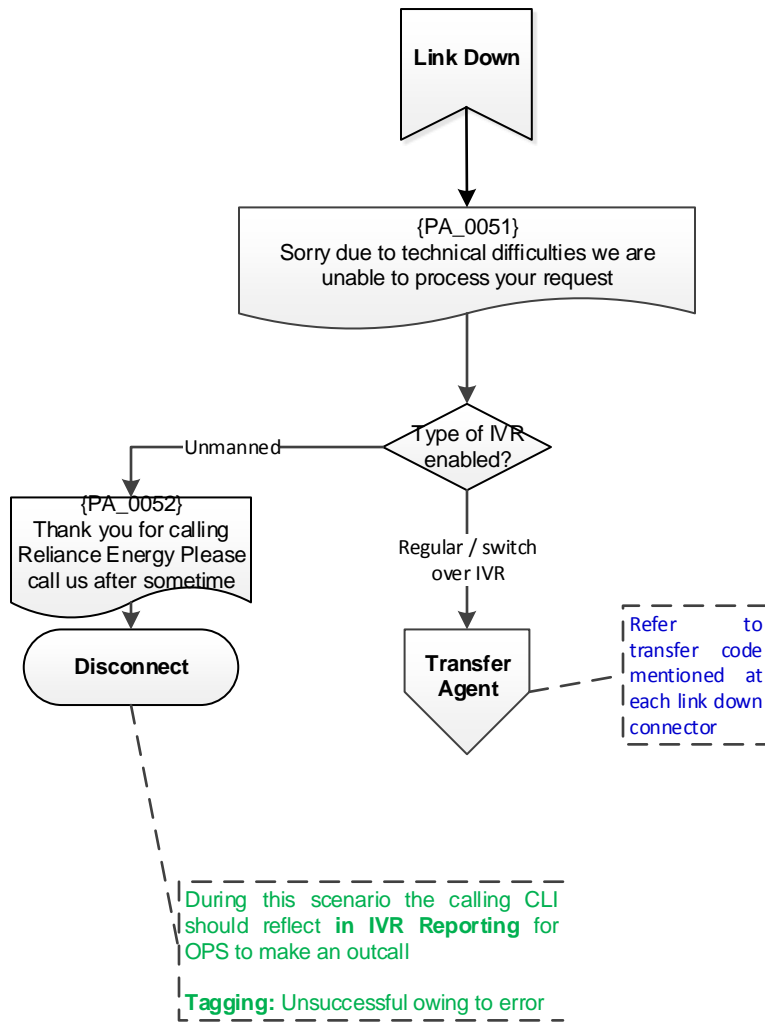 Link Down
{PA_0051}
Sorry due to technical difficulties we are
unable to process your request
Type of IVR
enabled?
Unmanned
{PA_0052}
Thank you for calling
Reliance Energy Please
call us after sometime
Regular / switch
over IVR
Disconnect
Transfer
Agent
Refer to
transfer code
mentioned at
each link down
connector
During this scenario the calling CLI
should reflect in IVR Reporting for
OPS to make an outcall
Tagging: Unsuccessful owing to error